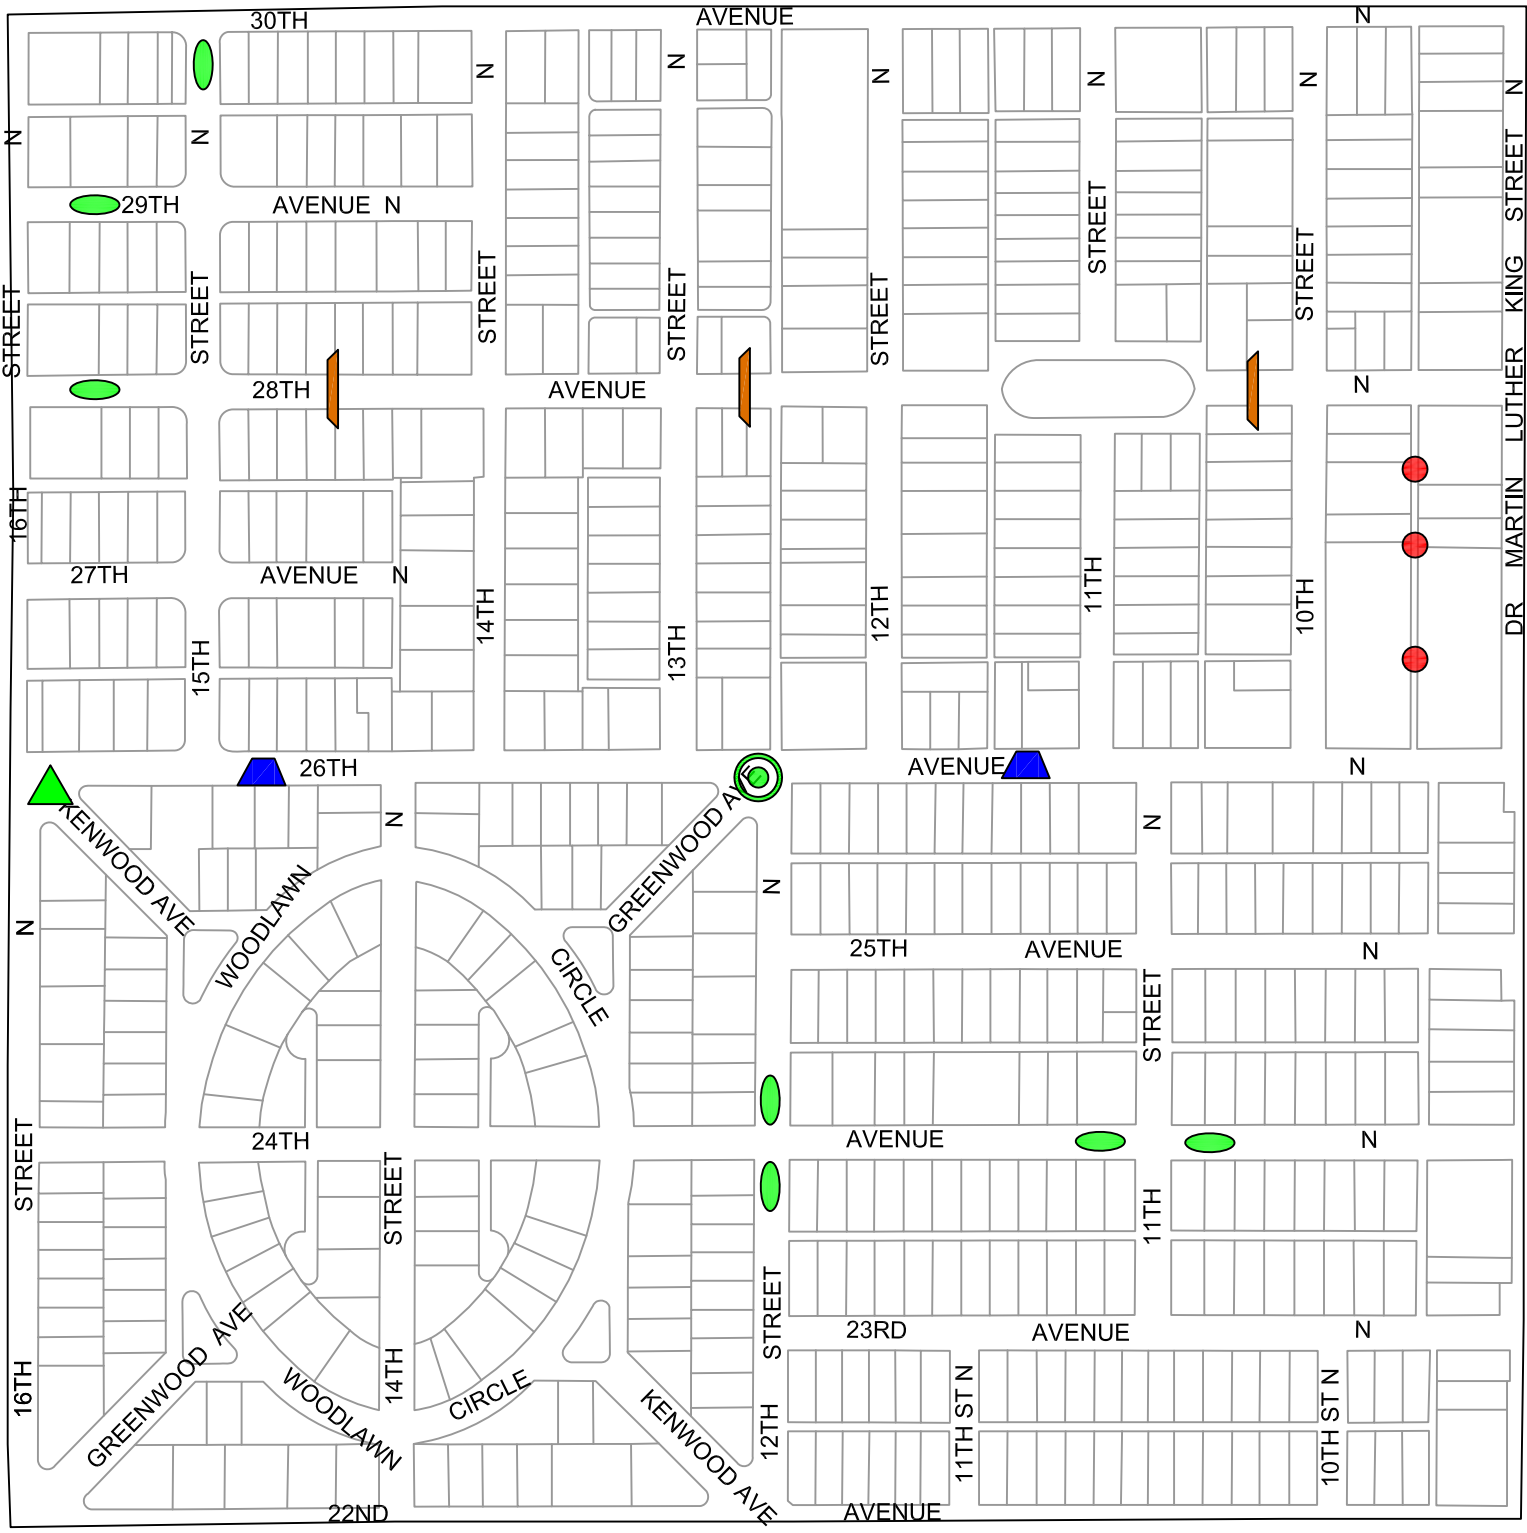 30TH AVENUE N
N N N N N N N
N N
29TH AVENUE N
STREET STREET STREET STREET STREET STREET STREET STREET
28TH AVENUE N
16TH
27TH AVENUE N
15TH 14TH 13TH 12TH 11TH 10TH DR MARTIN LUTHER KING STREET
26TH AVENUE N
KENWOOD AVE
GREENWOOD AVE
N N N N
WOODLAWN
CIRCLE
25TH AVENUE N
STREET
24TH AVENUE N
STREET STREET 11TH
STREET
23RD AVENUE N
GREENWOOD AVE
16TH 14TH 12TH 11TH ST N 10TH ST N
WOODLAWN
CIRCLE
KENWOOD AVE
22ND AVENUE